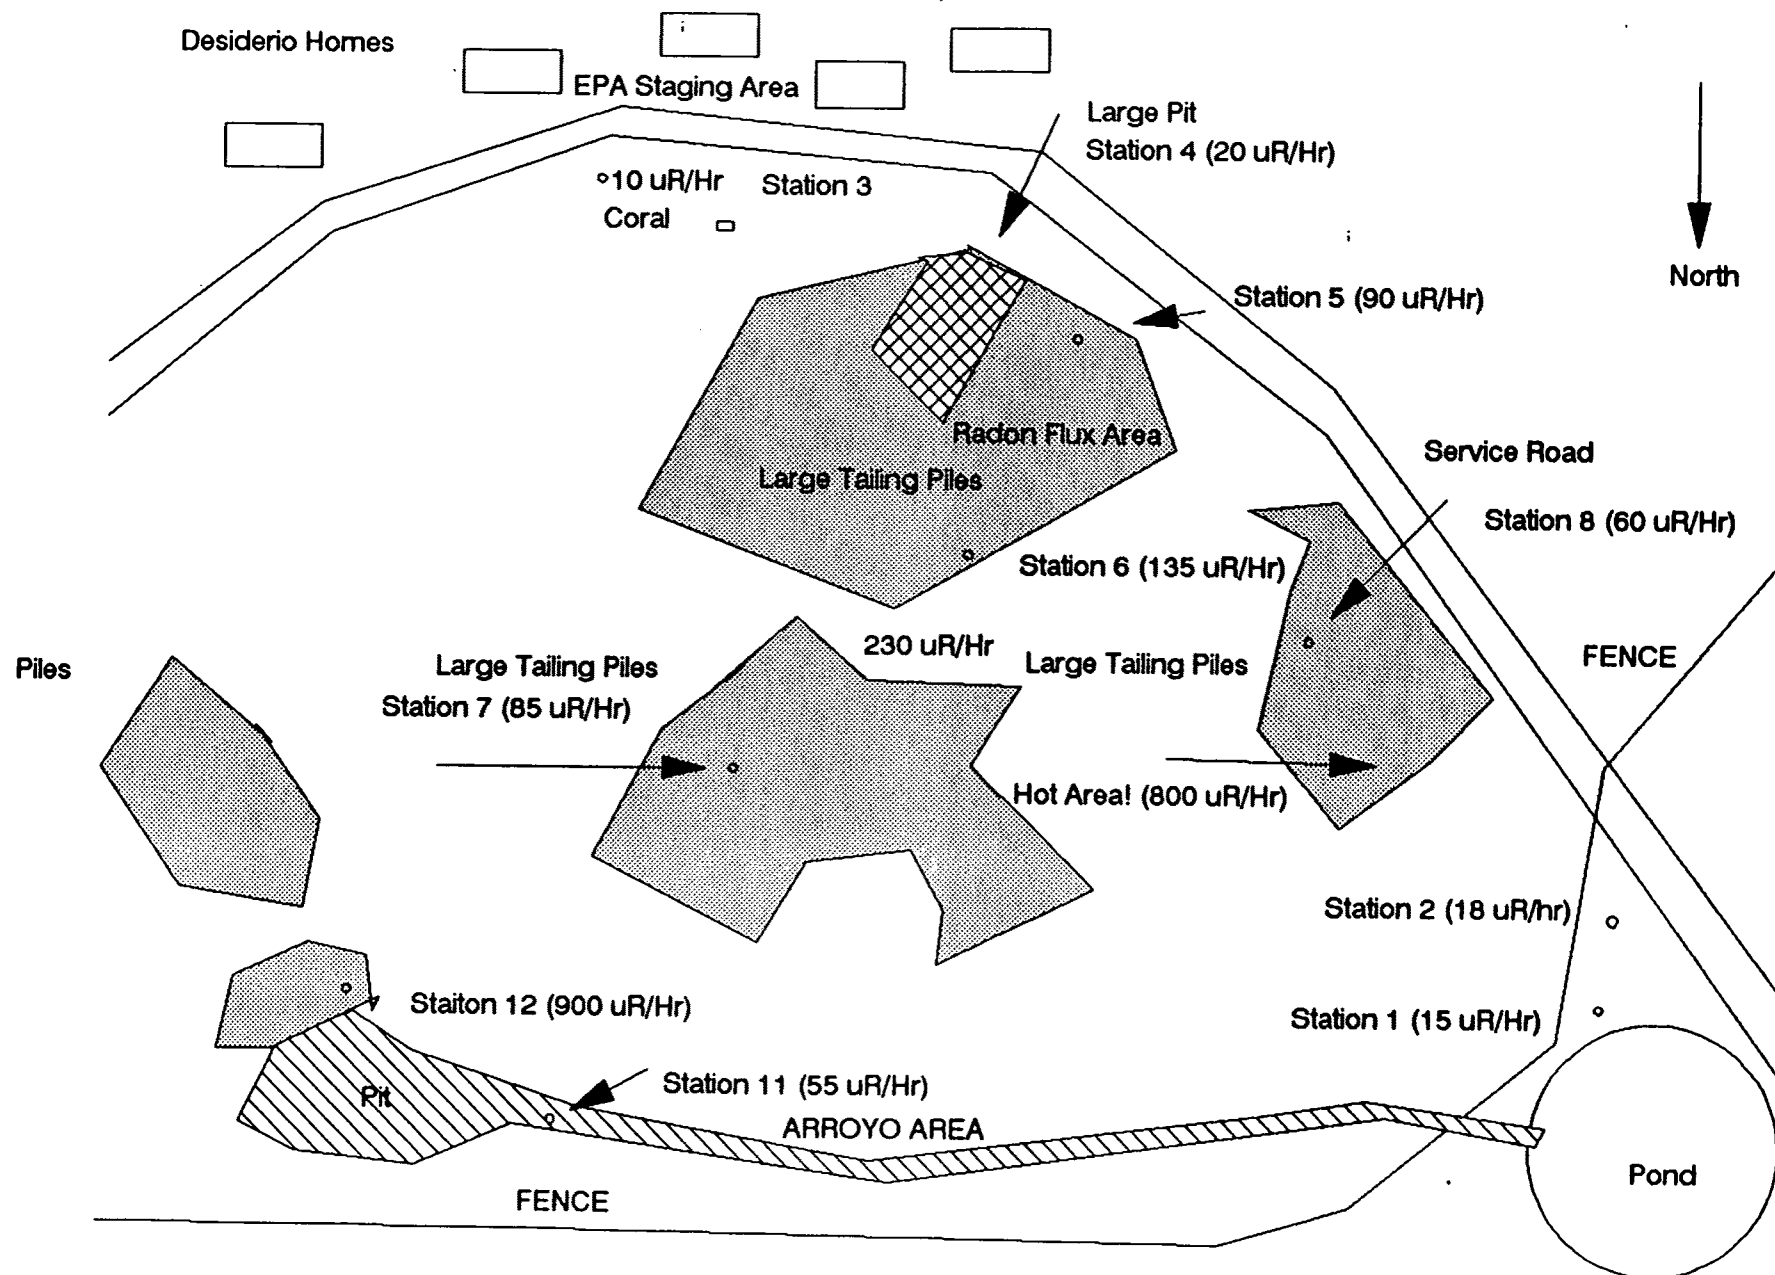 Desiderio Homes
EPA Staging Area
Large Pit
Station 4 (20 uR/Hr)
10 uR/Hr
Station 3
Coral
North
Station 5 (90 uR/Hr)
Radon Flux Area
Large Tailing Piles
Service Road
Station 8 (60 uR/Hr)
Station 6 (135 uR/Hr)
230 uR/Hr
FENCE
Piles
Large Tailing Piles
Large Tailing Piles
Station 7 (85 uR/Hr)
Hot Area! (800 uR/Hr)
Station 2 (18 uR/hr)
Staiton 12 (900 uR/Hr)
Station 1 (15 uR/Hr)
Pit
Station 11 (55 uR/Hr)
ARROYO AREA
Pond
FENCE